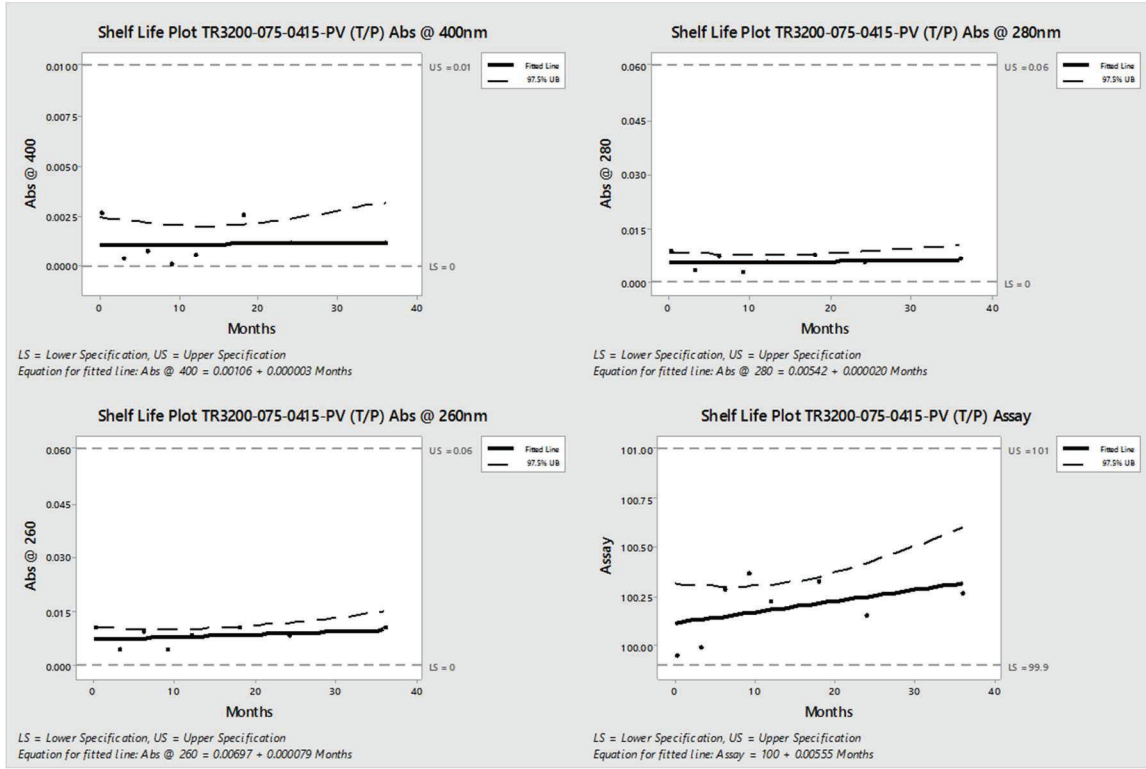 Shelf Life Plot TR3200-075-0415-PV (T/P) Abs @ 400nm
0.0100
0.0075
0.0050
0.0025
0.0000
Abs @ 400
US = 0.01
LS = 0
Fitted Line
97.5% UB
0 10 20 30 40
Months
LS = Lower Specification, US = Upper Specification
Equation for fitted line: Abs @ 400 = 0.00106 + 0.000003 Months
Shelf Life Plot TR3200-075-0415-PV (T/P) Abs @ 280nm
0.060
0.045
0.030
0.015
0.000
Abs @ 280
US = 0.06
LS = 0
Fitted Line
97.5% UB
0 10 20 30 40
Months
LS = Lower Specification, US = Upper Specification
Equation for fitted line: Abs @ 280 = 0.00542 + 0.000020 Months
Shelf Life Plot TR3200-075-0415-PV (T/P) Abs @ 260nm
0.060
0.045
0.030
0.015
0.000
Abs @ 260
US = 0.06
LS = 0
Fitted Line
97.5% UB
0 10 20 30 40
Months
LS = Lower Specification, US = Upper Specification
Equation for fitted line: Abs @ 260 = 0.00697 + 0.000079 Months
Shelf Life Plot TR3200-075-0415-PV (T/P) Assay
101.00
100.75
100.50
100.25
100.00
Assay
US =101
LS =99.9
Fitted Line
97.5% UB
0 10 20 30 40
Months
LS = Lower Specification, US = Upper Specification
Equation for fitted line: Assay = 100 + 0.00555 Months